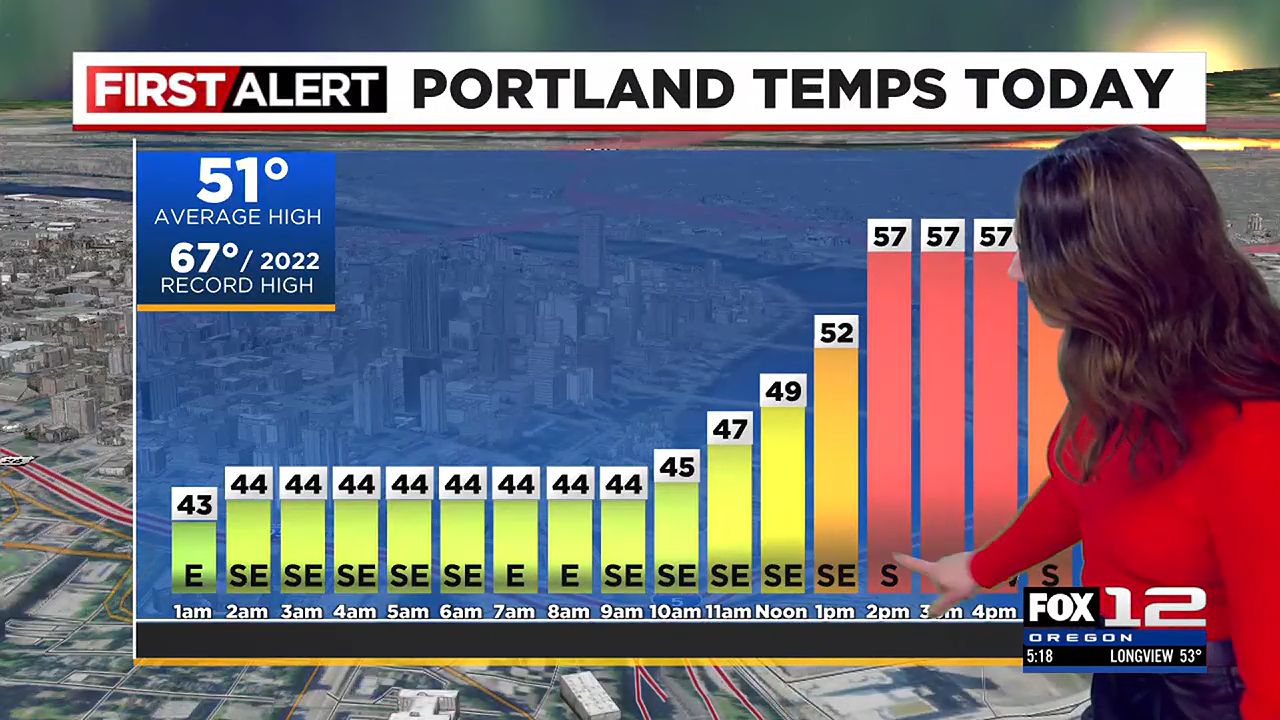 FIRST ALERT PORTLAND TEMPS TODAY
51°
AVERAGE HIGH
67°/ 2022
RECORD HIGH
57 57 57
52
49
47
45
43 44 44 44 44 44 44 44 44
E SE SE SE SE SE E E SE SE SE SE SE S S
1am 2am 3am 4am 5am 6am 7am 8am 9am 10am 11am Noon 1pm 2pm 4pm
FOX 12
OREGON
5:18 LONGVIEW 53°